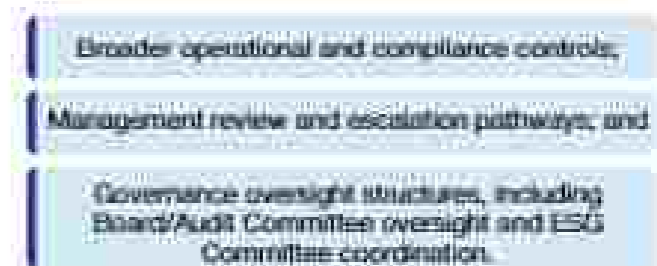 Broader operational and compliance controls;
Management review and escalation pathways; and
Governance oversight structures, including
Board/Audit Committee oversight and ESG
Committee coordination.